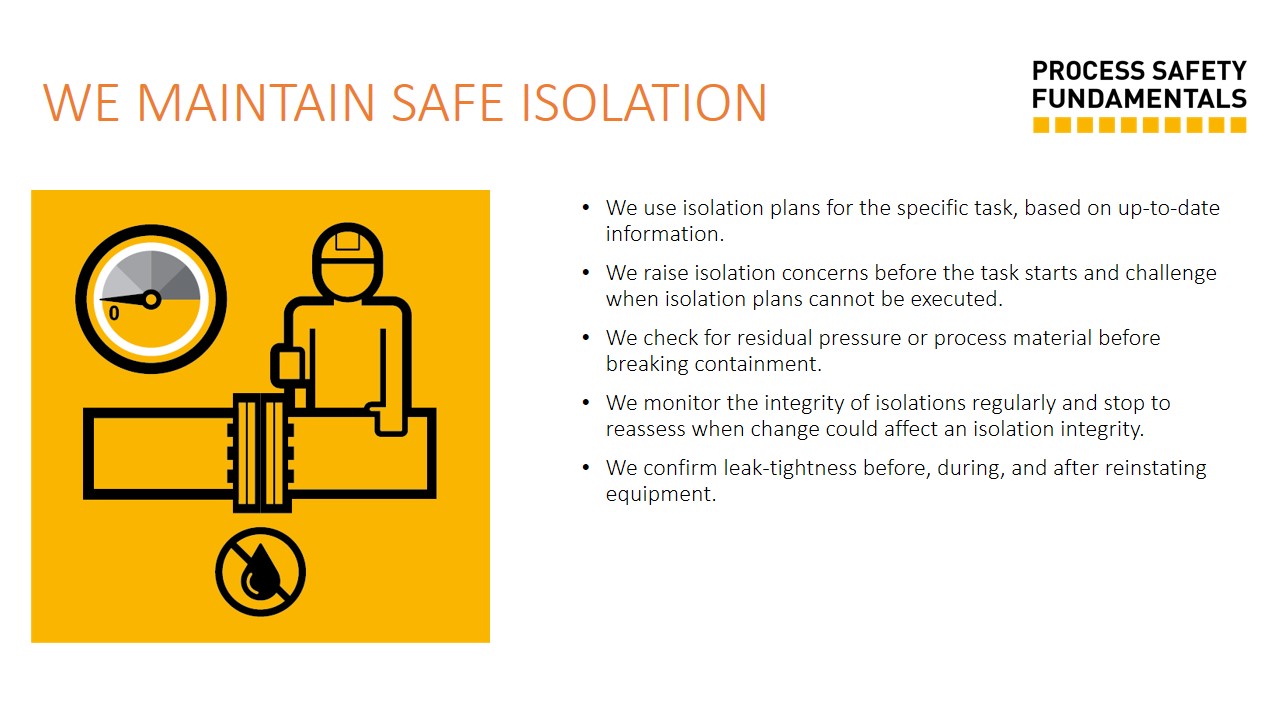 WE MAINTAIN SAFE ISOLATION
PROCESS SAFETY
FUNDAMENTALS
0
• We use isolation plans for the specific task, based on up-to-date
information.
• We raise isolation concerns before the task starts and challenge
when isolation plans cannot be executed.
• We check for residual pressure or process material before
breaking containment.
• We monitor the integrity of isolations regularly and stop to
reassess when change could affect an isolation integrity.
• We confirm leak-tightness before, during, and after reinstating
equipment.